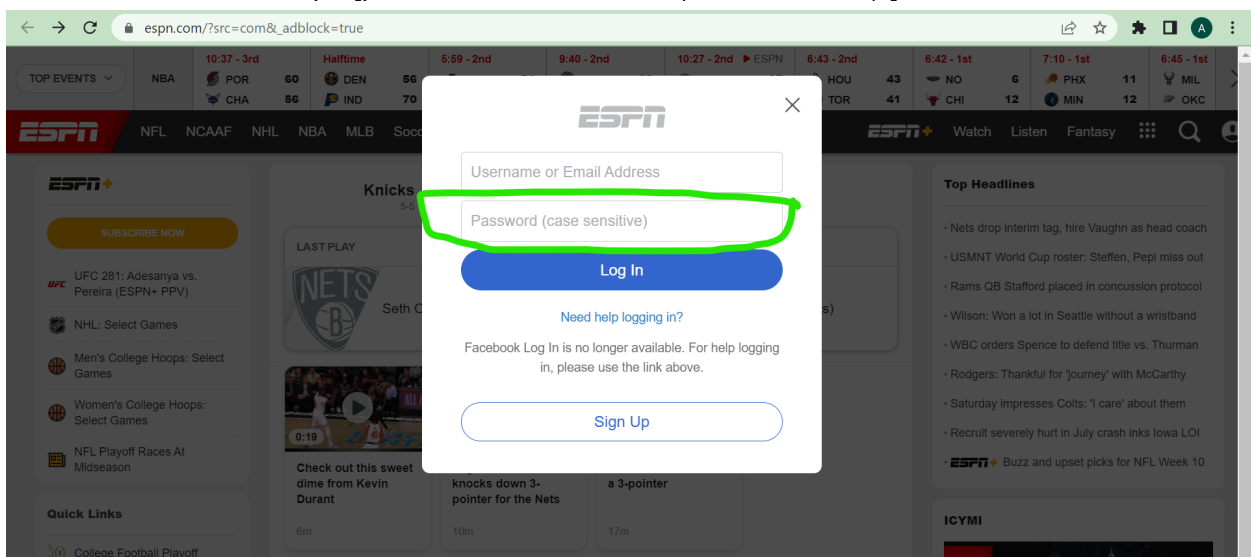 espn.com/?src=com&_adblock=true
A
TOP EVENTS
NBA
10:37 - 3rd
POR 60
CHA 56
Halftime
DEN 56
IND 70
5:59 - 2nd
9:40 - 2nd
10:27 - 2nd ESPN
6:43 - 2nd
HOU 43
TOR 41
6:42 - 1st
NO 6
CHI 12
7:10 - 1st
PHX 11
MIN 12
6:45 - 1st
MIL
OKC
ESPN NFL NCAAF NHL NBA MLB Socc
ESPN+ Watch Listen Fantasy
ESPN+
SUBSCRIBE NOW
UFC UFC 281: Adesanya vs.
Pereira (ESPN+ PPV)
NHL: Select Games
Men's College Hoops: Select
Games
Women's College Hoops:
Select Games
NFL Playoff Races At
Midseason
Quick Links
College Football Playoff
Knicks
5-5
LAST PLAY
NETS
B
Seth C
s)
0:19
Check out this sweet
dime from Kevin
Durant
6m
knocks down 3-
pointer for the Nets
10m
a 3-pointer
17m
ESPN
Username or Email Address
Password (case sensitive)
Log In
Need help logging in?
Facebook Log In is no longer available. For help logging
in, please use the link above.
Sign Up
Top Headlines
Nets drop interim tag, hire Vaughn as head coach
USMNT World Cup roster: Steffen, Pepi miss out
Rams QB Stafford placed in concussion protocol
Wilson: Won a lot in Seattle without a wristband
WBC orders Spence to defend title vs. Thurman
Rodgers: Thankful for 'journey' with McCarthy
Saturday impresses Colts: 'I care' about them
Recruit severely hurt in July crash inks Iowa LOI
ESPN+ Buzz and upset picks for NFL Week 10
ICYMI